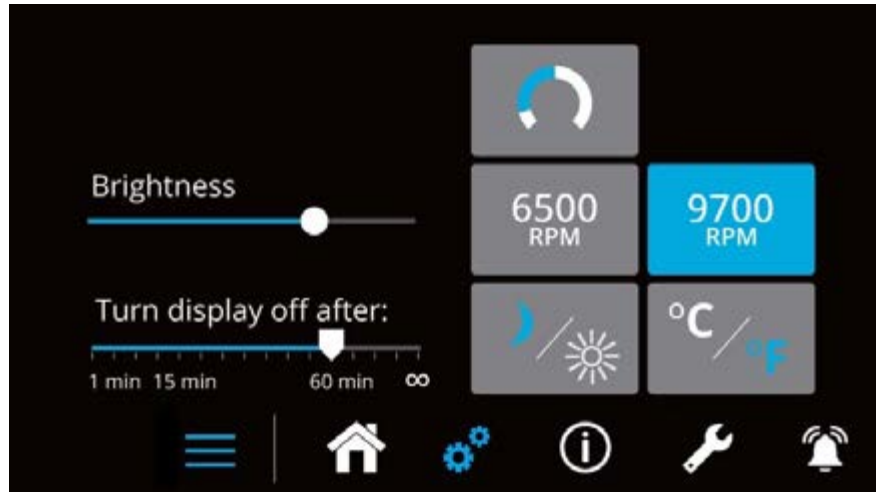 Brightness
6500
RPM
9700
RPM
Turn display off after:
1 min 15 min 60 min ∞
°C/°F